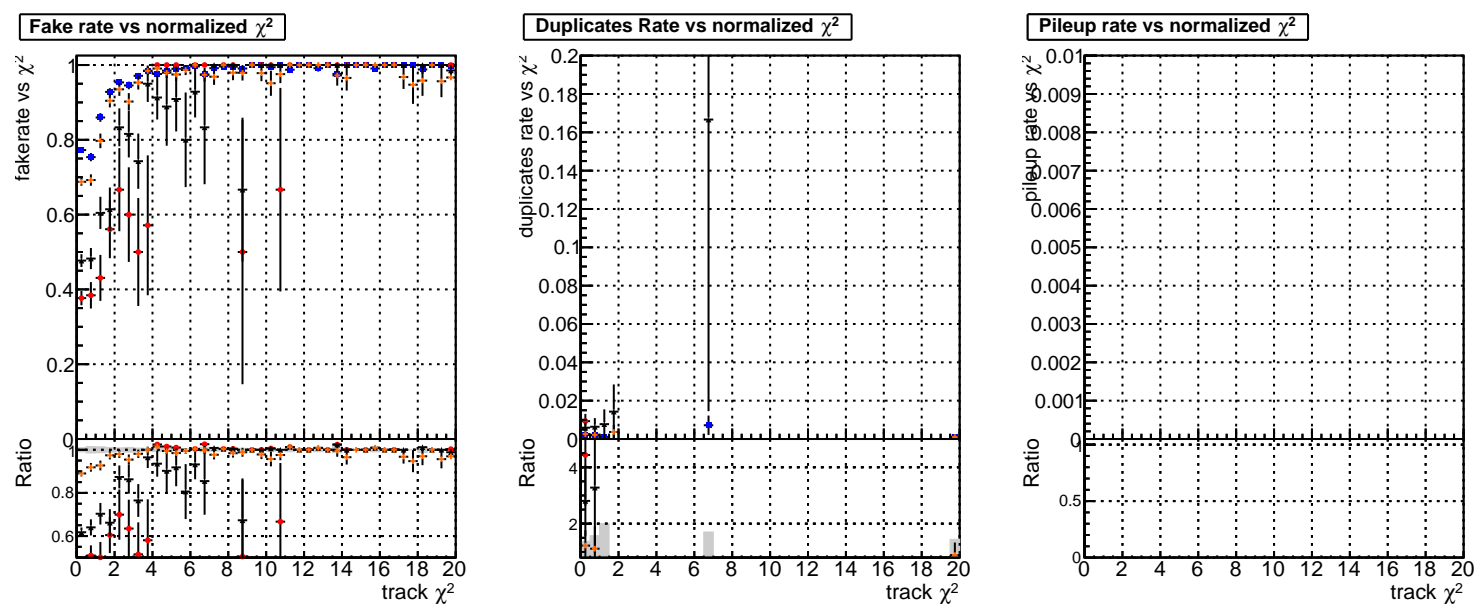 Fake rate vs normalized χ²
fakerate vs χ²
1
0.8
0.6
0.4
0.2
0
Ratio
1
0.8
0.6
0 2 4 6 8 10 12 14 16 18 20
track χ²
Duplicates Rate vs normalized χ²
duplicates rate vs χ²
0.2
0.18
0.16
0.14
0.12
0.1
0.08
0.06
0.04
0.02
0
Ratio
4
2
0 2 4 6 8 10 12 14 16 18 20
track χ²
Pileup rate vs normalized χ²
pileup rate vs χ²
0.01
0.009
0.008
0.007
0.006
0.005
0.004
0.003
0.002
0.001
0
Ratio
0.5
0
0 2 4 6 8 10 12 14 16 18 20
track χ²